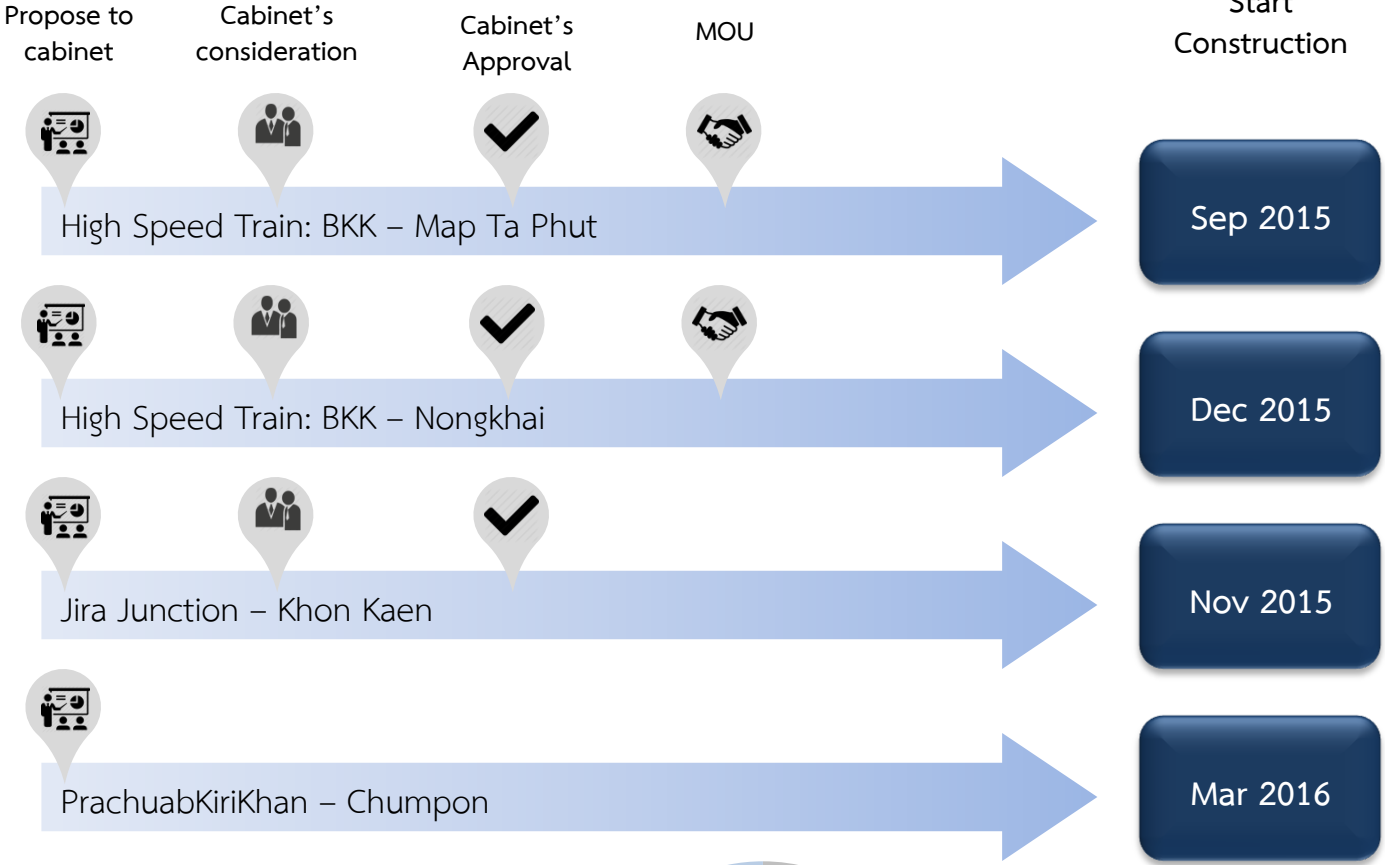 Propose to
cabinet
Cabinet's
consideration
Cabinet's
Approval
MOU
Start
Construction
High Speed Train: BKK – Map Ta Phut
Sep 2015
High Speed Train: BKK – Nongkhai
Dec 2015
Jira Junction – Khon Kaen
Nov 2015
PrachuabKiriKhan – Chumpon
Mar 2016